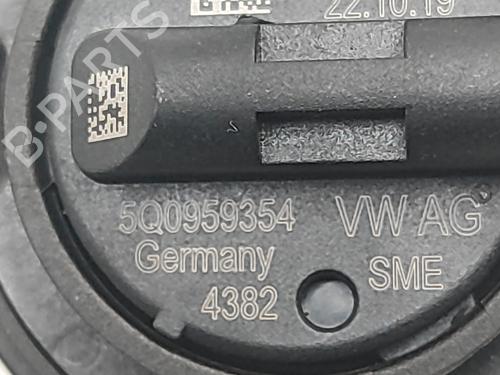 22.10.19
B-PARTS
5Q0959354 VW AG
Germany SME
4382